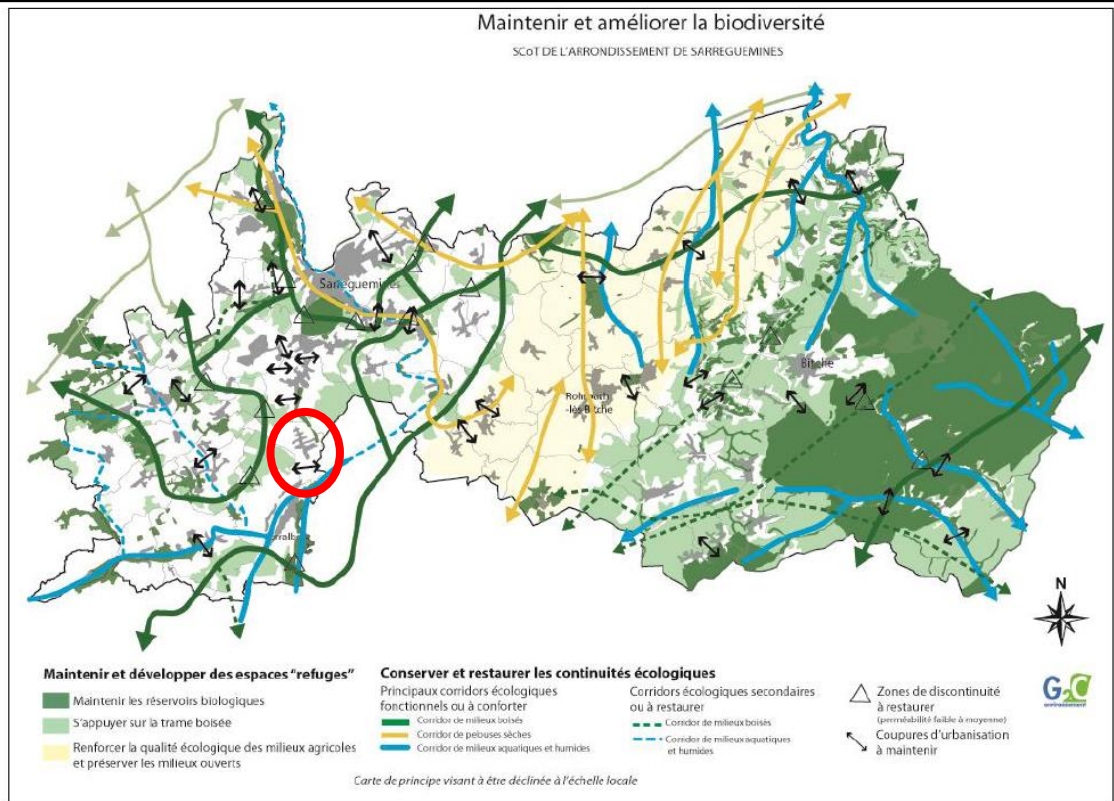 Maintenir et améliorer la biodiversité
SCoT DE L'ARRONDISSEMENT DE SARREGUEMINES
Sarreguemines
Bitche
-lès-Bitche
N
Maintenir et développer des espaces "refuges"
Maintenir les réservoirs biologiques
S'appuyer sur la trame boisée
Renforcer la qualité écologique des milieux agricoles
et préserver les milieux ouverts
Conserver et restaurer les continuités écologiques
Principaux corridors écologiques
fonctionnels ou à conforter
Corridor de milieux boisés
Corridor de pelouses sèches
Corridor de milieux aquatiques et humides
Corridors écologiques secondaires
ou à restaurer
Corridor de milieux boisés
Corridor de milieux aquatiques
et humides
Zones de discontinuité
à restaurer
(perméabilité faible à moyenne)
Coupures d'urbanisation
à maintenir
G2C
environnement
Carte de principe visant à être déclinée à l'échelle locale